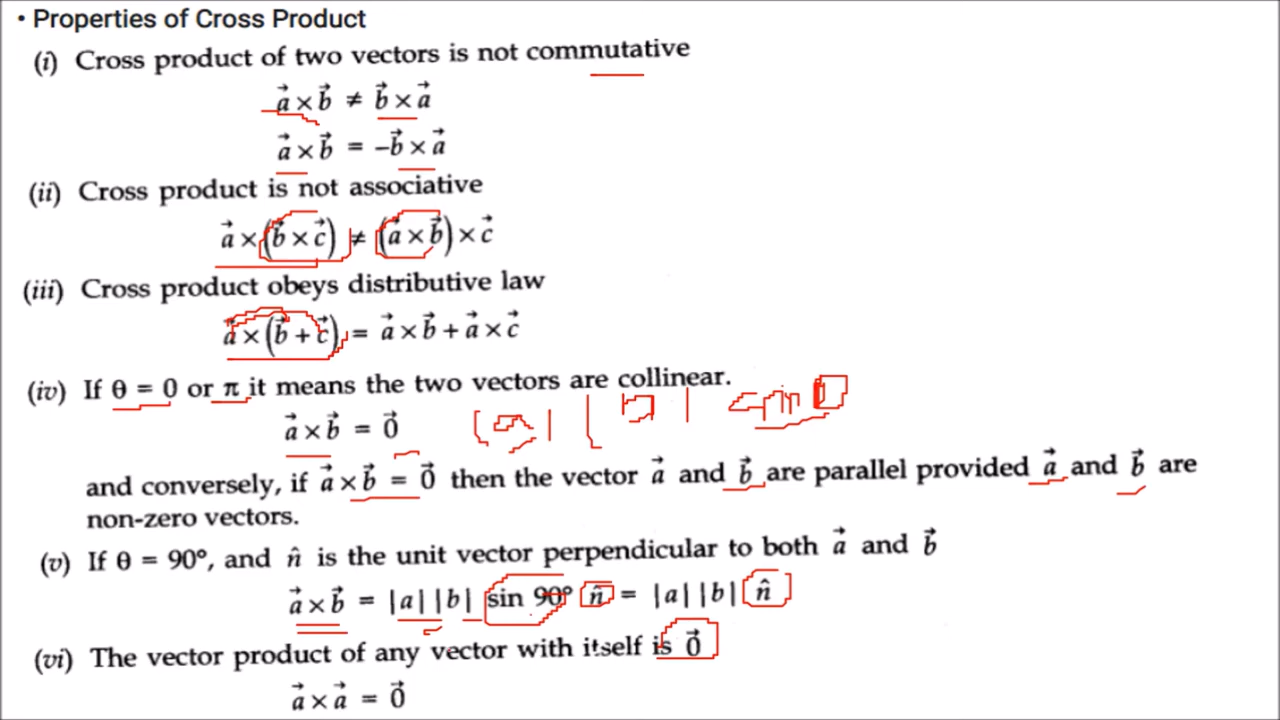 • Properties of Cross Product
(i) Cross product of two vectors is not commutative
a⃗ × b⃗ ≠ b⃗ × a⃗
a⃗ × b⃗ = –b⃗ × a⃗
(ii) Cross product is not associative
a⃗ × (b⃗ × c⃗) ≠ (a⃗ × b⃗) × c⃗
(iii) Cross product obeys distributive law
a⃗ × (b⃗ + c⃗) = a⃗ × b⃗ + a⃗ × c⃗
(iv) If θ = 0 or π it means the two vectors are collinear.
a⃗ × b⃗ = 0⃗ |a| |b| sin θ
and conversely, if a⃗ × b⃗ = 0⃗ then the vector a⃗ and b⃗ are parallel provided a⃗ and b⃗ are
non-zero vectors.
(v) If θ = 90°, and n̂ is the unit vector perpendicular to both a⃗ and b⃗
a⃗ × b⃗ = |a| |b| sin 90° n̂ = |a| |b| n̂
(vi) The vector product of any vector with itself is 0⃗
a⃗ × a⃗ = 0⃗